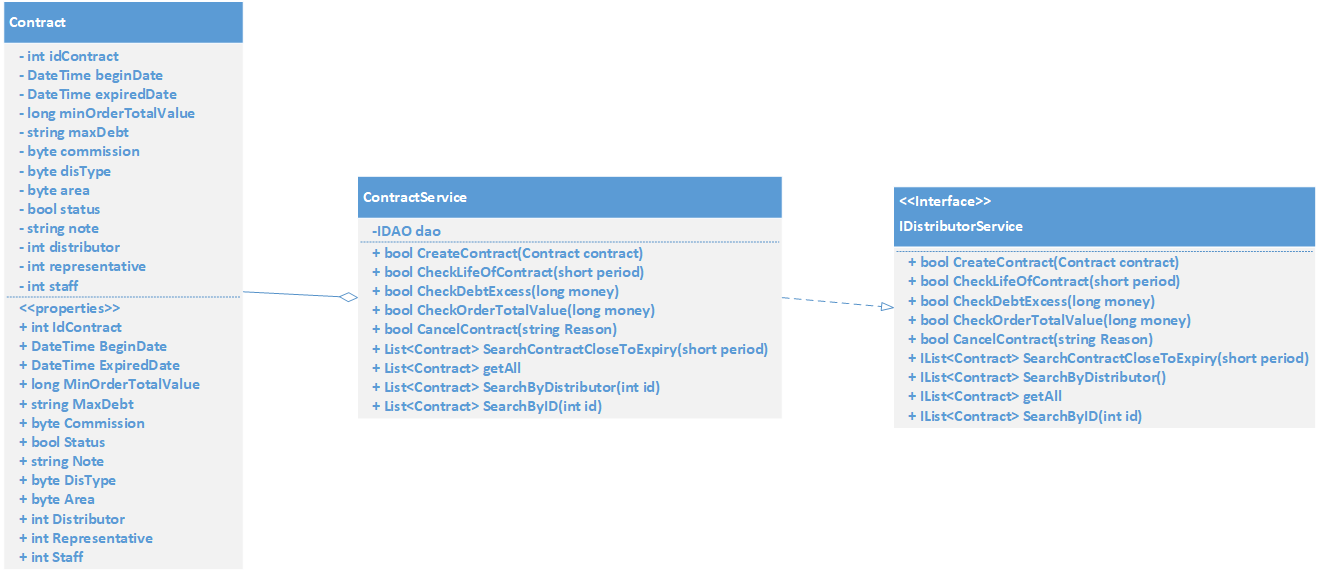 Contract
- int idContract
- DateTime beginDate
- DateTime expiredDate
- long minOrderTotalValue
- string maxDebt
- byte commission
- byte disType
- byte area
- bool status
- string note
- int distributor
- int representative
- int staff
<<properties>>
+ int IdContract
+ DateTime BeginDate
+ DateTime ExpiredDate
+ long MinOrderTotalValue
+ string MaxDebt
+ byte Commission
+ bool Status
+ string Note
+ byte DisType
+ byte Area
+ int Distributor
+ int Representative
+ int Staff
ContractService
-IDAO dao
+ bool CreateContract(Contract contract)
+ bool CheckLifeOfContract(short period)
+ bool CheckDebtExcess(long money)
+ bool CheckOrderTotalValue(long money)
+ bool CancelContract(string Reason)
+ List<Contract> SearchContractCloseToExpiry(short period)
+ List<Contract> getAll
+ List<Contract> SearchByDistributor(int id)
+ List<Contract> SearchByID(int id)
<<Interface>>
IDistributorService
+ bool CreateContract(Contract contract)
+ bool CheckLifeOfContract(short period)
+ bool CheckDebtExcess(long money)
+ bool CheckOrderTotalValue(long money)
+ bool CancelContract(string Reason)
+ IList<Contract> SearchContractCloseToExpiry(short period)
+ IList<Contract> SearchByDistributor()
+ IList<Contract> getAll
+ IList<Contract> SearchByID(int id)